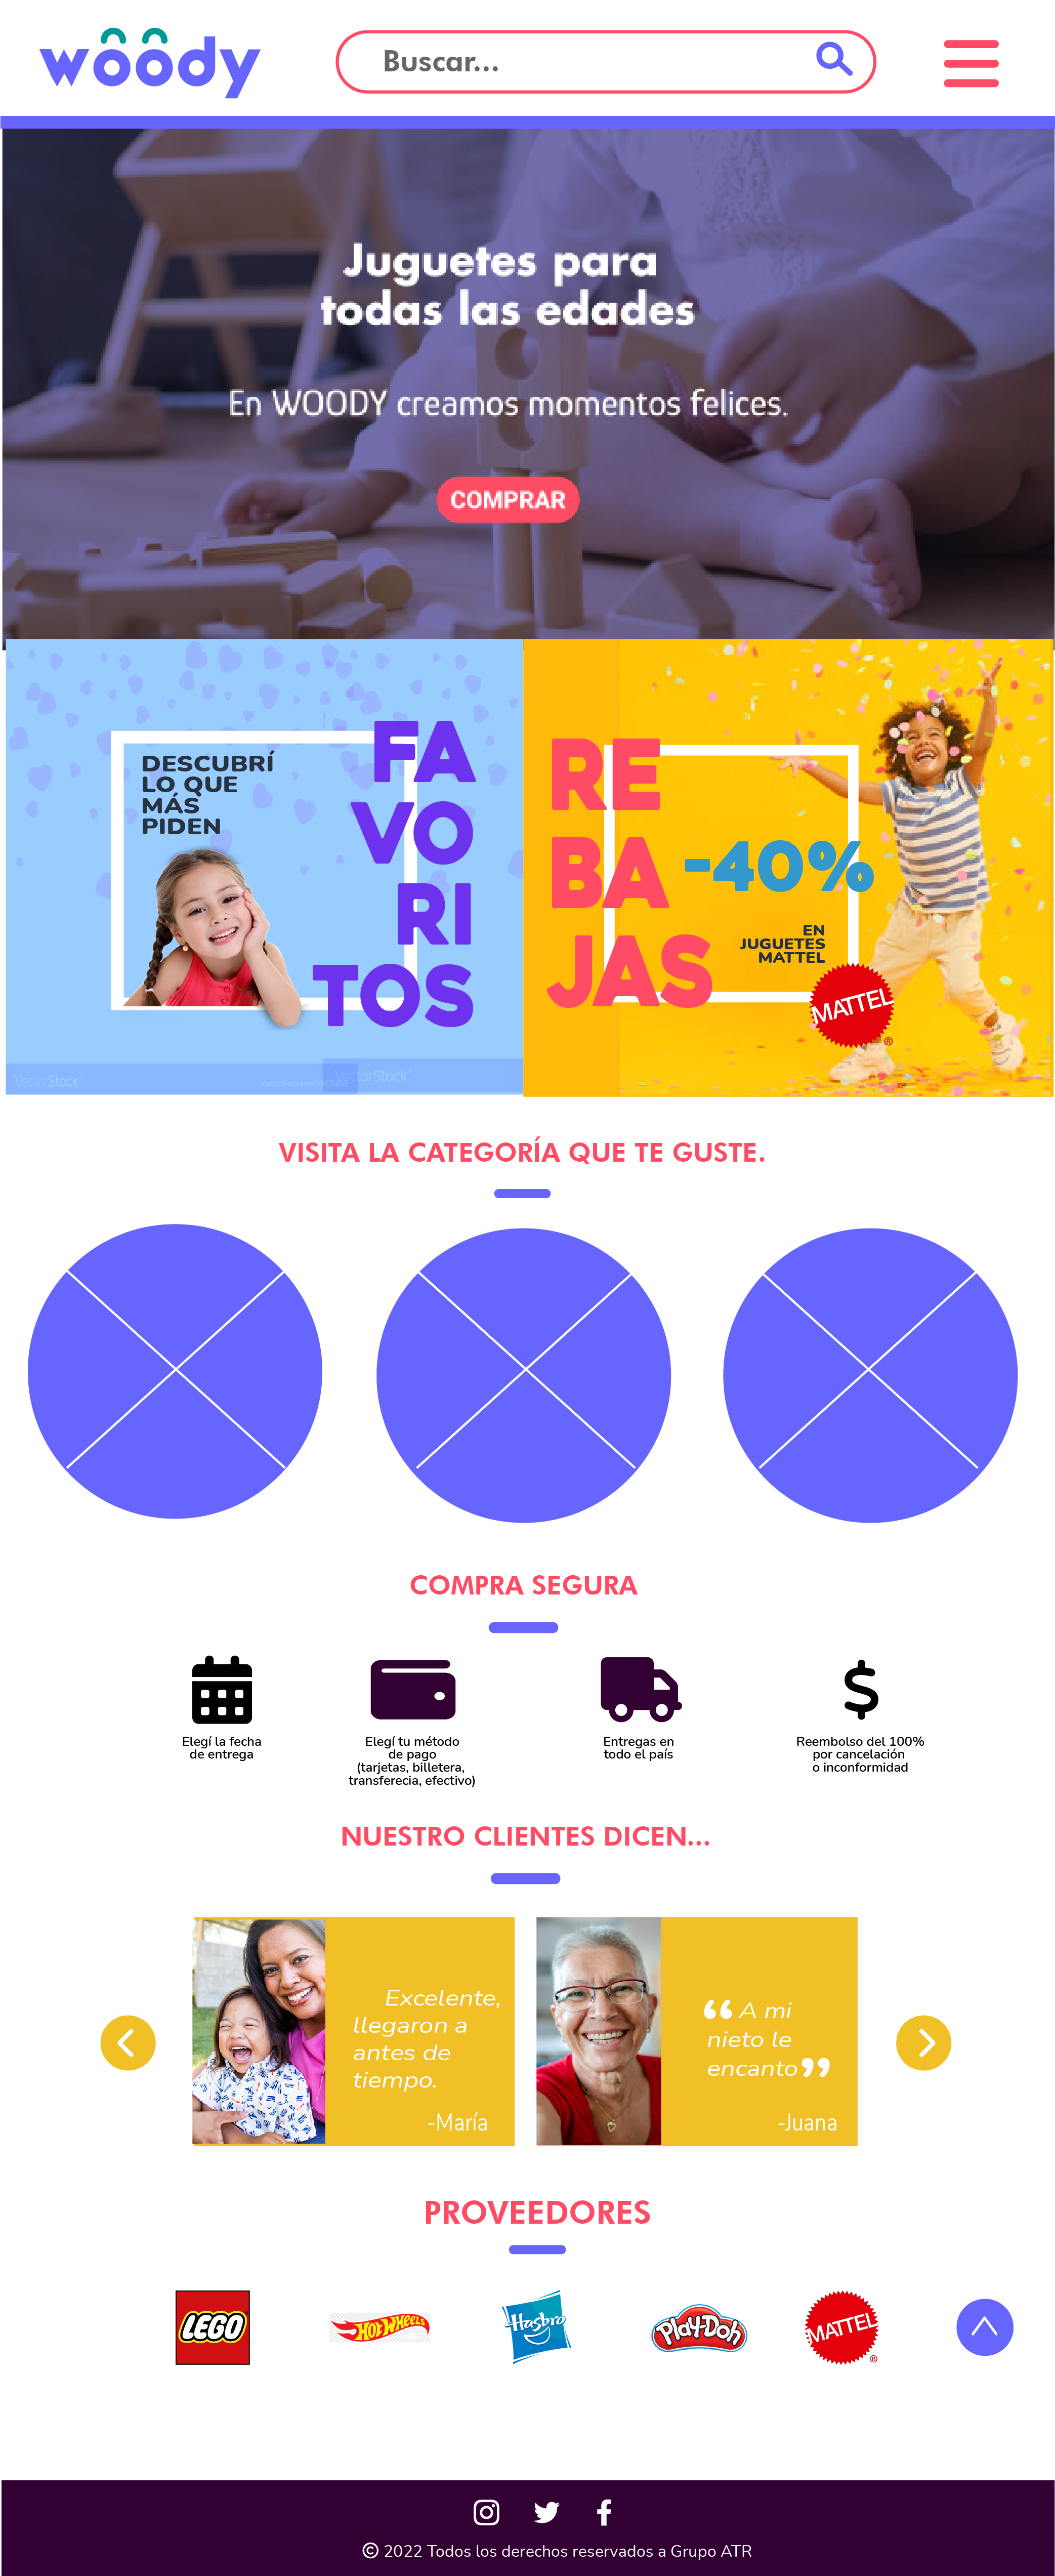 woody
Buscar...
Juguetes para
todas las edades
En WOODY creamos momentos felices.
COMPRAR
DESCUBRÍ
LO QUE
MÁS
PIDEN
FA
VO
RI
TOS
VectorStock
VectorStock
RE
BA
JAS
-40%
EN
JUGUETES
MATTEL
MATTEL
®
VISITA LA CATEGORÍA QUE TE GUSTE.
COMPRA SEGURA
Elegí la fecha
de entrega
Elegí tu método
de pago
(tarjetas, billetera,
transferecia, efectivo)
Entregas en
todo el país
Reembolso del 100%
por cancelación
o inconformidad
NUESTRO CLIENTES DICEN...
Excelente,
llegaron a
antes de
tiempo.
-María
“ A mi
nieto le
encanto”
-Juana
PROVEEDORES
LEGO
HOT WHEELS
Hasbro
Play-Doh
MATTEL
®
© 2022 Todos los derechos reservados a Grupo ATR